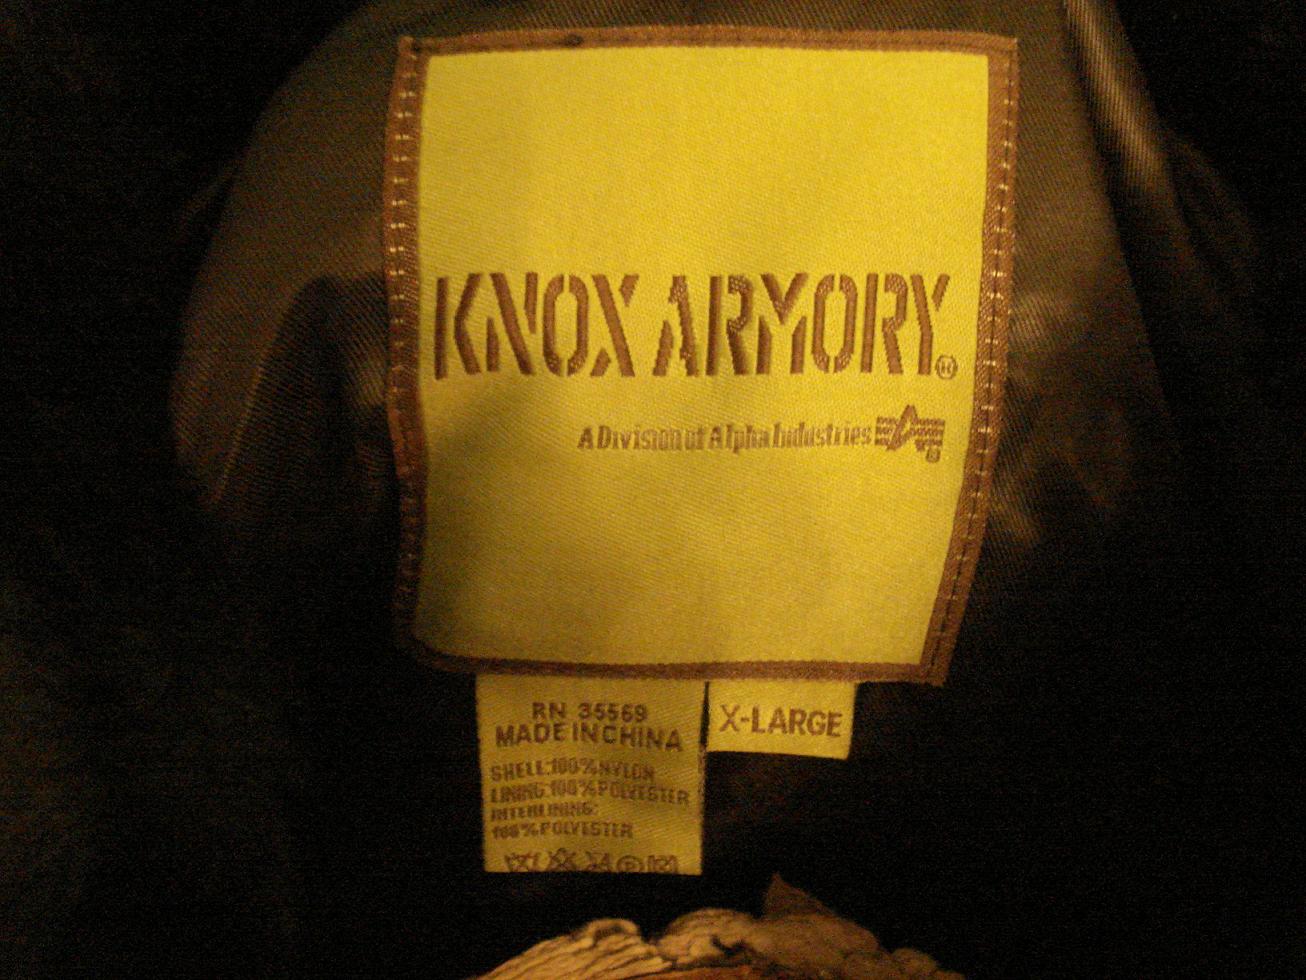 KNOX ARMORY®
A Division of Alpha Industries
RN 35569
MADE IN CHINA
X-LARGE
SHELL:100%NYLON
LINING:100%POLYESTER
INTERLINING:
100%POLYESTER